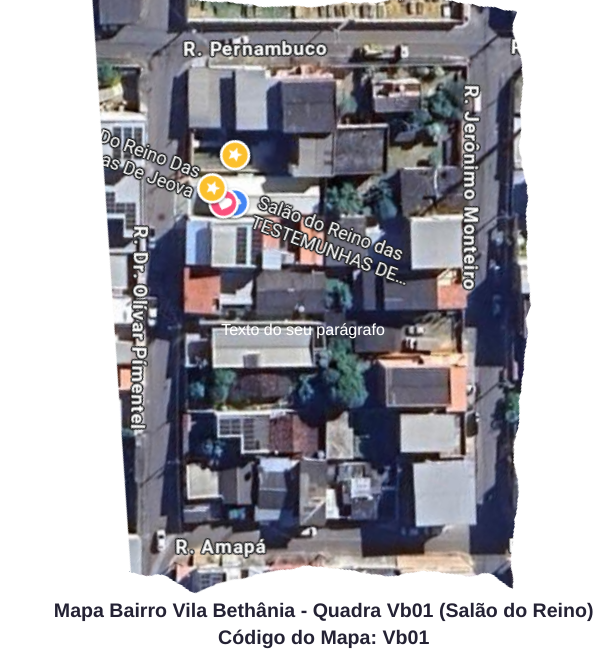 R. Pernambuco
R. Jerônimo Monteiro
Do Reino Das
as De Jeova
Salão do Reino das
TESTEMUNHAS DE...
R. Dr. Olivar Pimentel
Texto do seu parágrafo
R. Amapá
Mapa Bairro Vila Bethânia - Quadra Vb01 (Salão do Reino)
Código do Mapa: Vb01